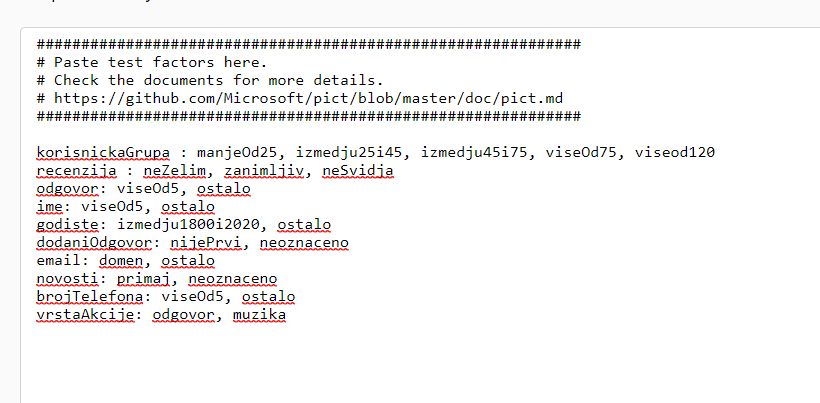 ############################################################
# Paste test factors here.
# Check the documents for more details.
# https://github.com/Microsoft/pict/blob/master/doc/pict.md
############################################################
korisnickaGrupa : manjeOd25, izmedju25i45, izmedju45i75, viseOd75, viseod120
recenzija : neZelim, zanimljiv, neSvidja
odgovor: viseOd5, ostalo
ime: viseOd5, ostalo
godiste: izmedju1800i2020, ostalo
dodaniOdgovor: nijePrvi, neoznaceno
email: domen, ostalo
novosti: primaj, neoznaceno
brojTelefona: viseOd5, ostalo
vrstaAkcije: odgovor, muzika